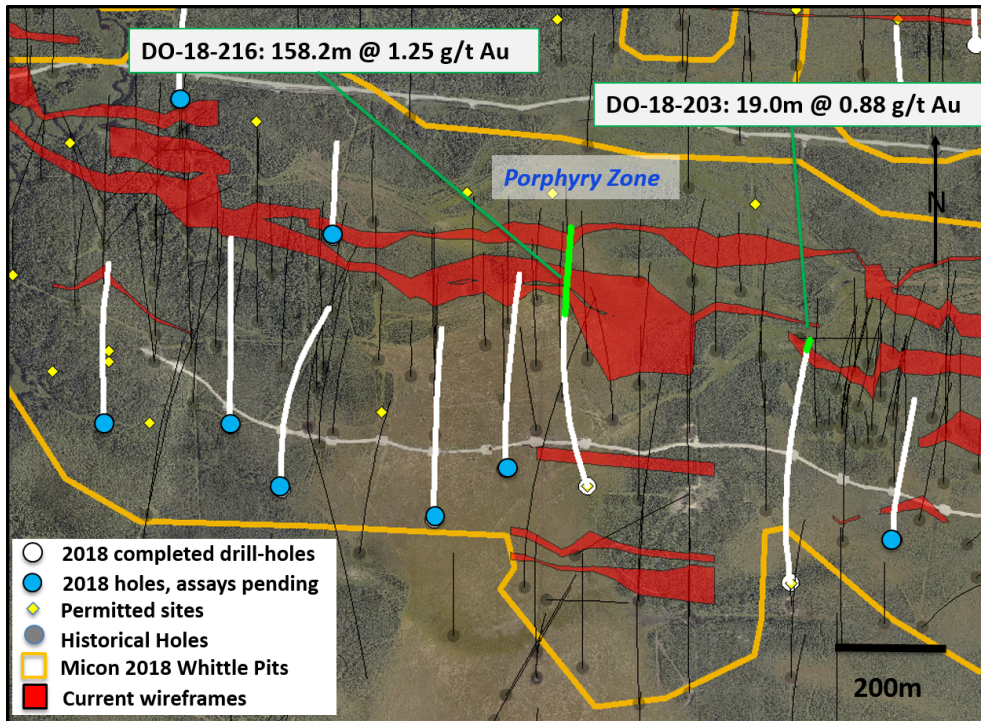 DO-18-216: 158.2m @ 1.25 g/t Au
DO-18-203: 19.0m @ 0.88 g/t Au
Porphyry Zone
N
2018 completed drill-holes
2018 holes, assays pending
Permitted sites
Historical Holes
Micon 2018 Whittle Pits
Current wireframes
200m